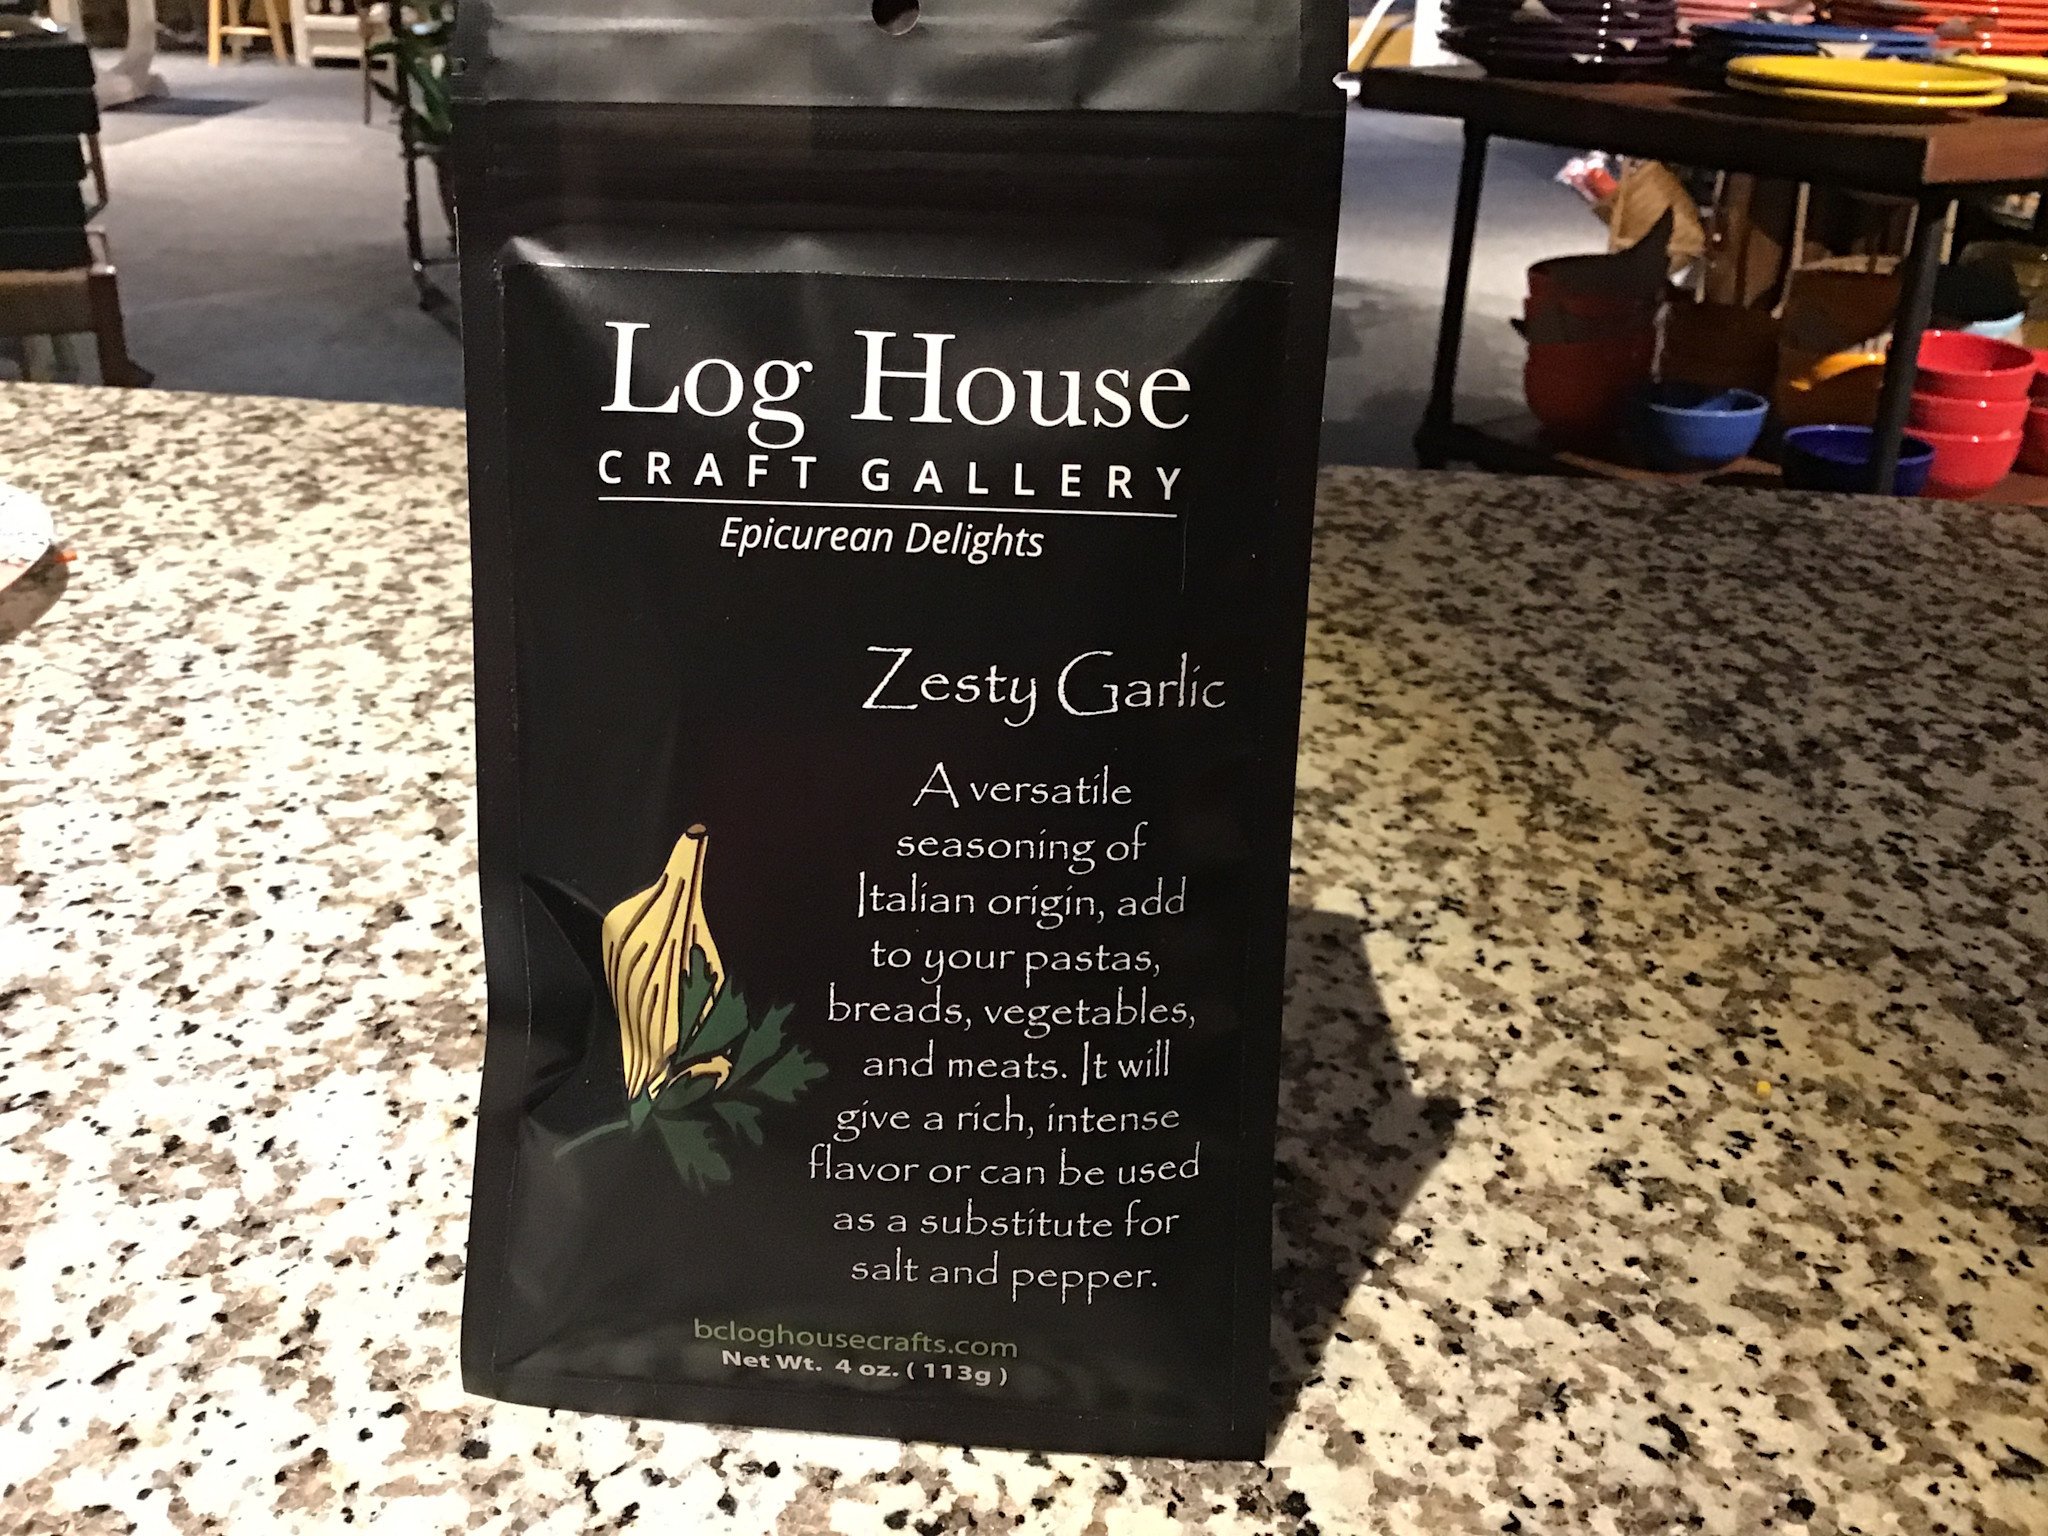 Log House
CRAFT GALLERY
Epicurean Delights
Zesty Garlic
A versatile
seasoning of
Italian origin, add
to your pastas,
breads, vegetables,
and meats. It will
give a rich, intense
flavor or can be used
as a substitute for
salt and pepper.
bcloghousecrafts.com
Net Wt. 4 oz. ( 113g )